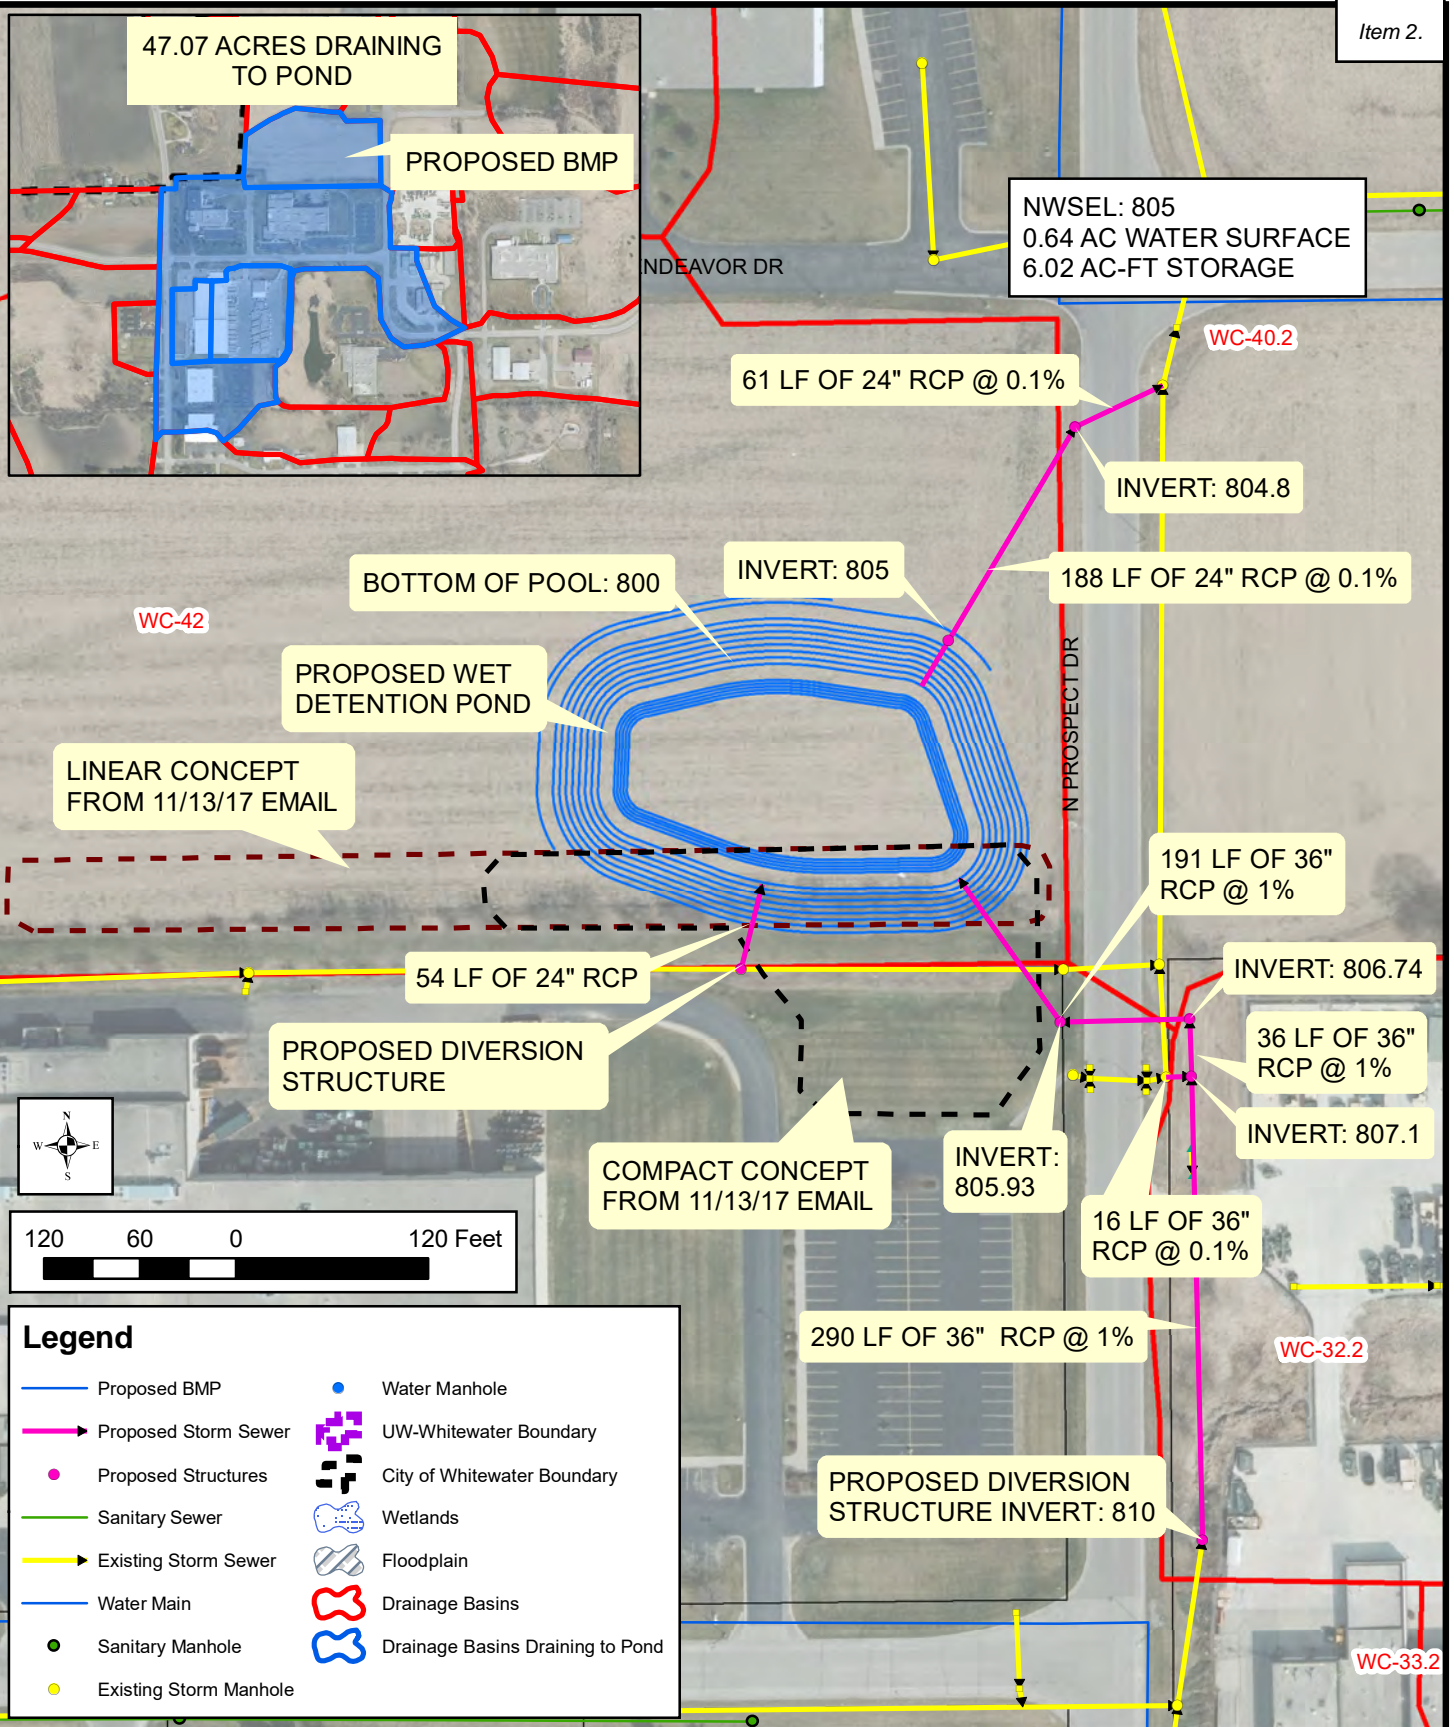 Item 2.
47.07 ACRES DRAINING
TO POND
PROPOSED BMP
NWSEL: 805
0.64 AC WATER SURFACE
6.02 AC-FT STORAGE
NDEAVOR DR
WC-40.2
61 LF OF 24" RCP @ 0.1%
INVERT: 804.8
INVERT: 805
188 LF OF 24" RCP @ 0.1%
BOTTOM OF POOL: 800
WC-42
PROPOSED WET
DETENTION POND
N PROSPECT DR
LINEAR CONCEPT
FROM 11/13/17 EMAIL
191 LF OF 36"
RCP @ 1%
54 LF OF 24" RCP
INVERT: 806.74
PROPOSED DIVERSION
STRUCTURE
36 LF OF 36"
RCP @ 1%
INVERT: 807.1
COMPACT CONCEPT
FROM 11/13/17 EMAIL
INVERT:
805.93
16 LF OF 36"
RCP @ 0.1%
N
W E
S
120 60 0 120 Feet
290 LF OF 36" RCP @ 1%
WC-32.2
PROPOSED DIVERSION
STRUCTURE INVERT: 810
WC-33.2
Legend
Proposed BMP
Proposed Storm Sewer
Proposed Structures
Sanitary Sewer
Existing Storm Sewer
Water Main
Sanitary Manhole
Existing Storm Manhole
Water Manhole
UW-Whitewater Boundary
City of Whitewater Boundary
Wetlands
Floodplain
Drainage Basins
Drainage Basins Draining to Pond